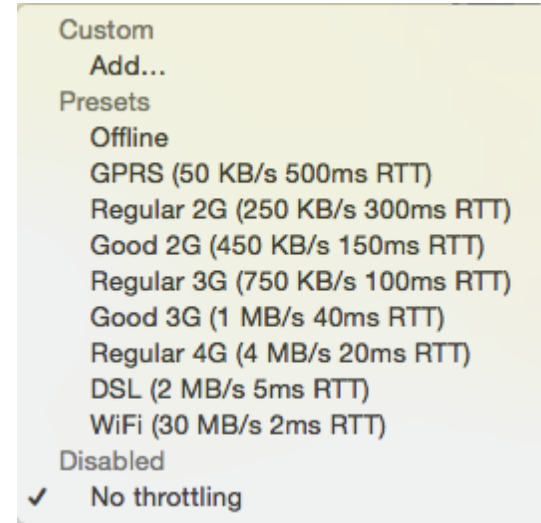 Custom
Add...
Presets
Offline
GPRS (50 KB/s 500ms RTT)
Regular 2G (250 KB/s 300ms RTT)
Good 2G (450 KB/s 150ms RTT)
Regular 3G (750 KB/s 100ms RTT)
Good 3G (1 MB/s 40ms RTT)
Regular 4G (4 MB/s 20ms RTT)
DSL (2 MB/s 5ms RTT)
WiFi (30 MB/s 2ms RTT)
Disabled
✓ No throttling